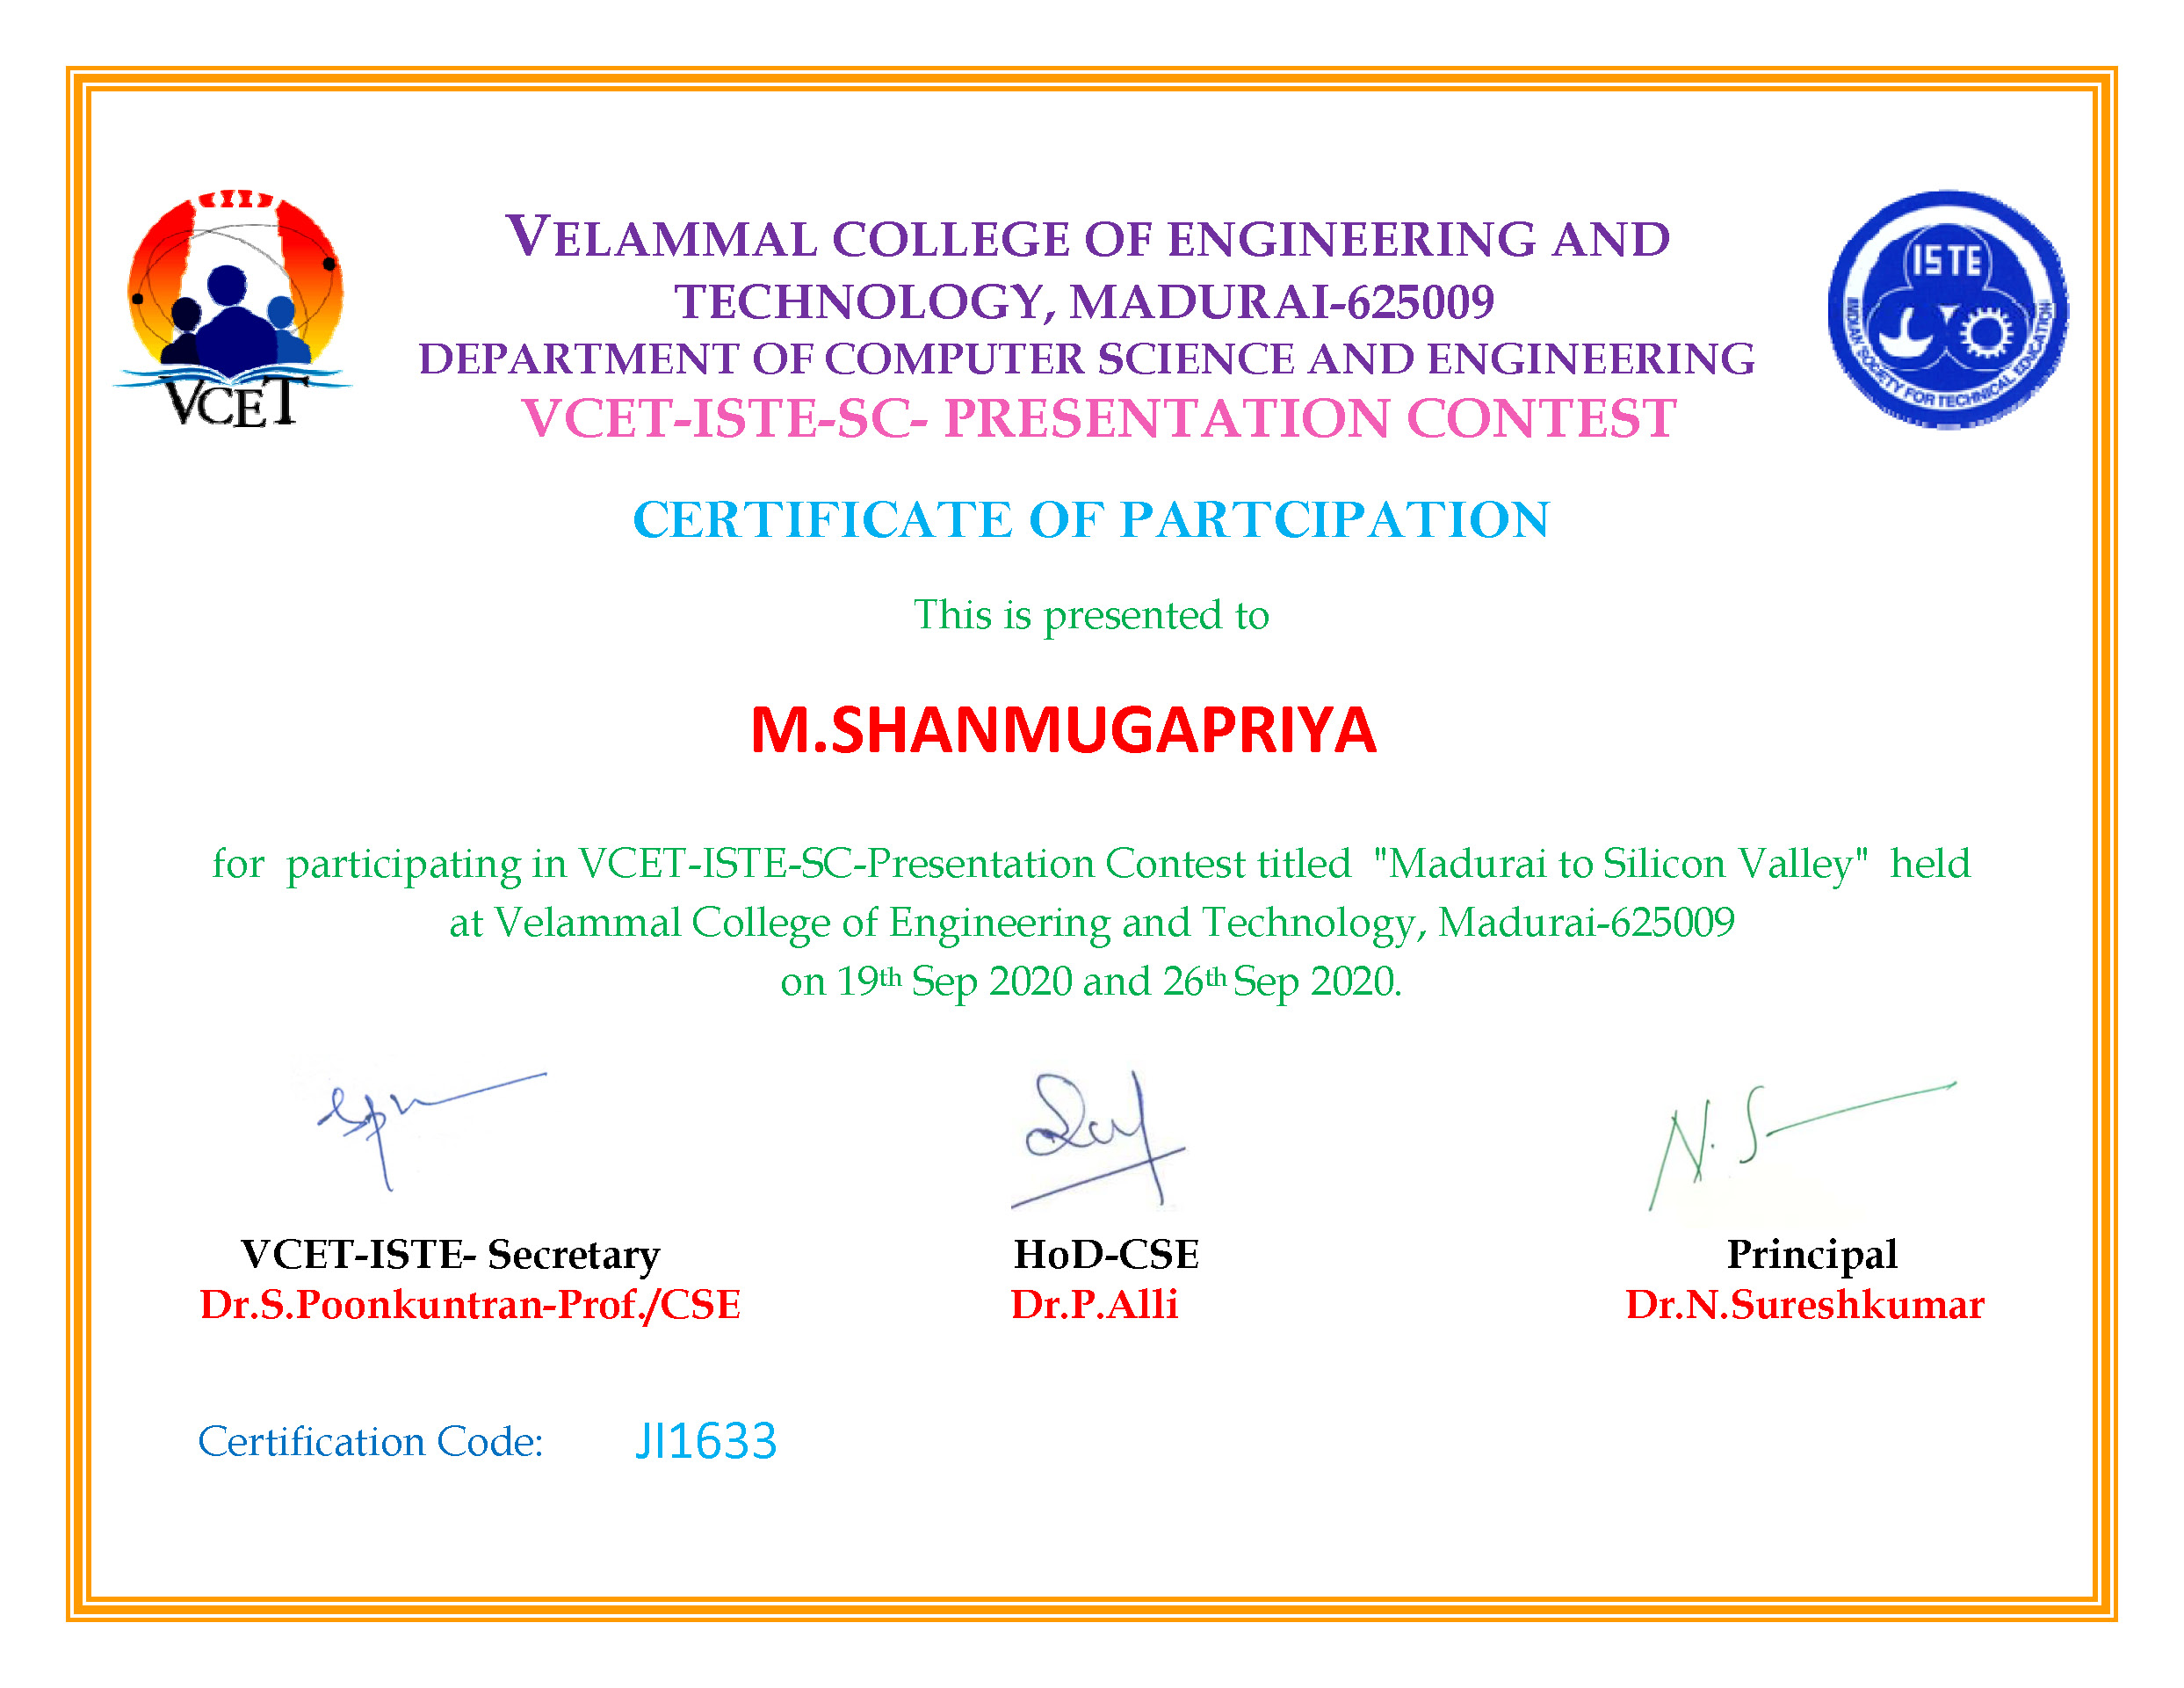 VELAMMAL COLLEGE OF ENGINEERING AND
TECHNOLOGY, MADURAI-625009
DEPARTMENT OF COMPUTER SCIENCE AND ENGINEERING
VCET-ISTE-SC- PRESENTATION CONTEST
VCET
ISTE
INDIAN SOCIETY FOR TECHNICAL EDUCATION
CERTIFICATE OF PARTCIPATION
This is presented to
M.SHANMUGAPRIYA
for participating in VCET-ISTE-SC-Presentation Contest titled "Madurai to Silicon Valley" held
at Velammal College of Engineering and Technology, Madurai-625009
on 19th Sep 2020 and 26th Sep 2020.
N. S
VCET-ISTE- Secretary HoD-CSE Principal
Dr.S.Poonkuntran-Prof./CSE Dr.P.Alli Dr.N.Sureshkumar
Certification Code: JI1633